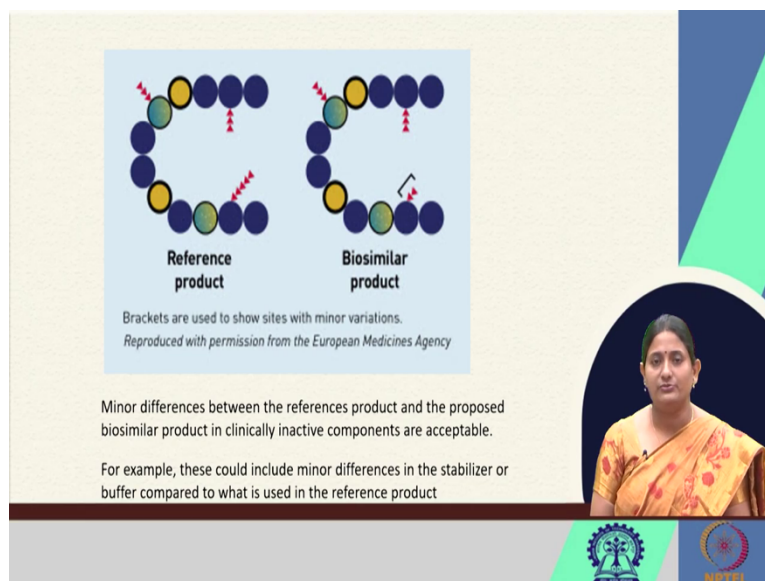 Reference
product
Biosimilar
product
Brackets are used to show sites with minor variations.
Reproduced with permission from the European Medicines Agency
Minor differences between the references product and the proposed
biosimilar product in clinically inactive components are acceptable.
For example, these could include minor differences in the stabilizer or
buffer compared to what is used in the reference product
NPTEL